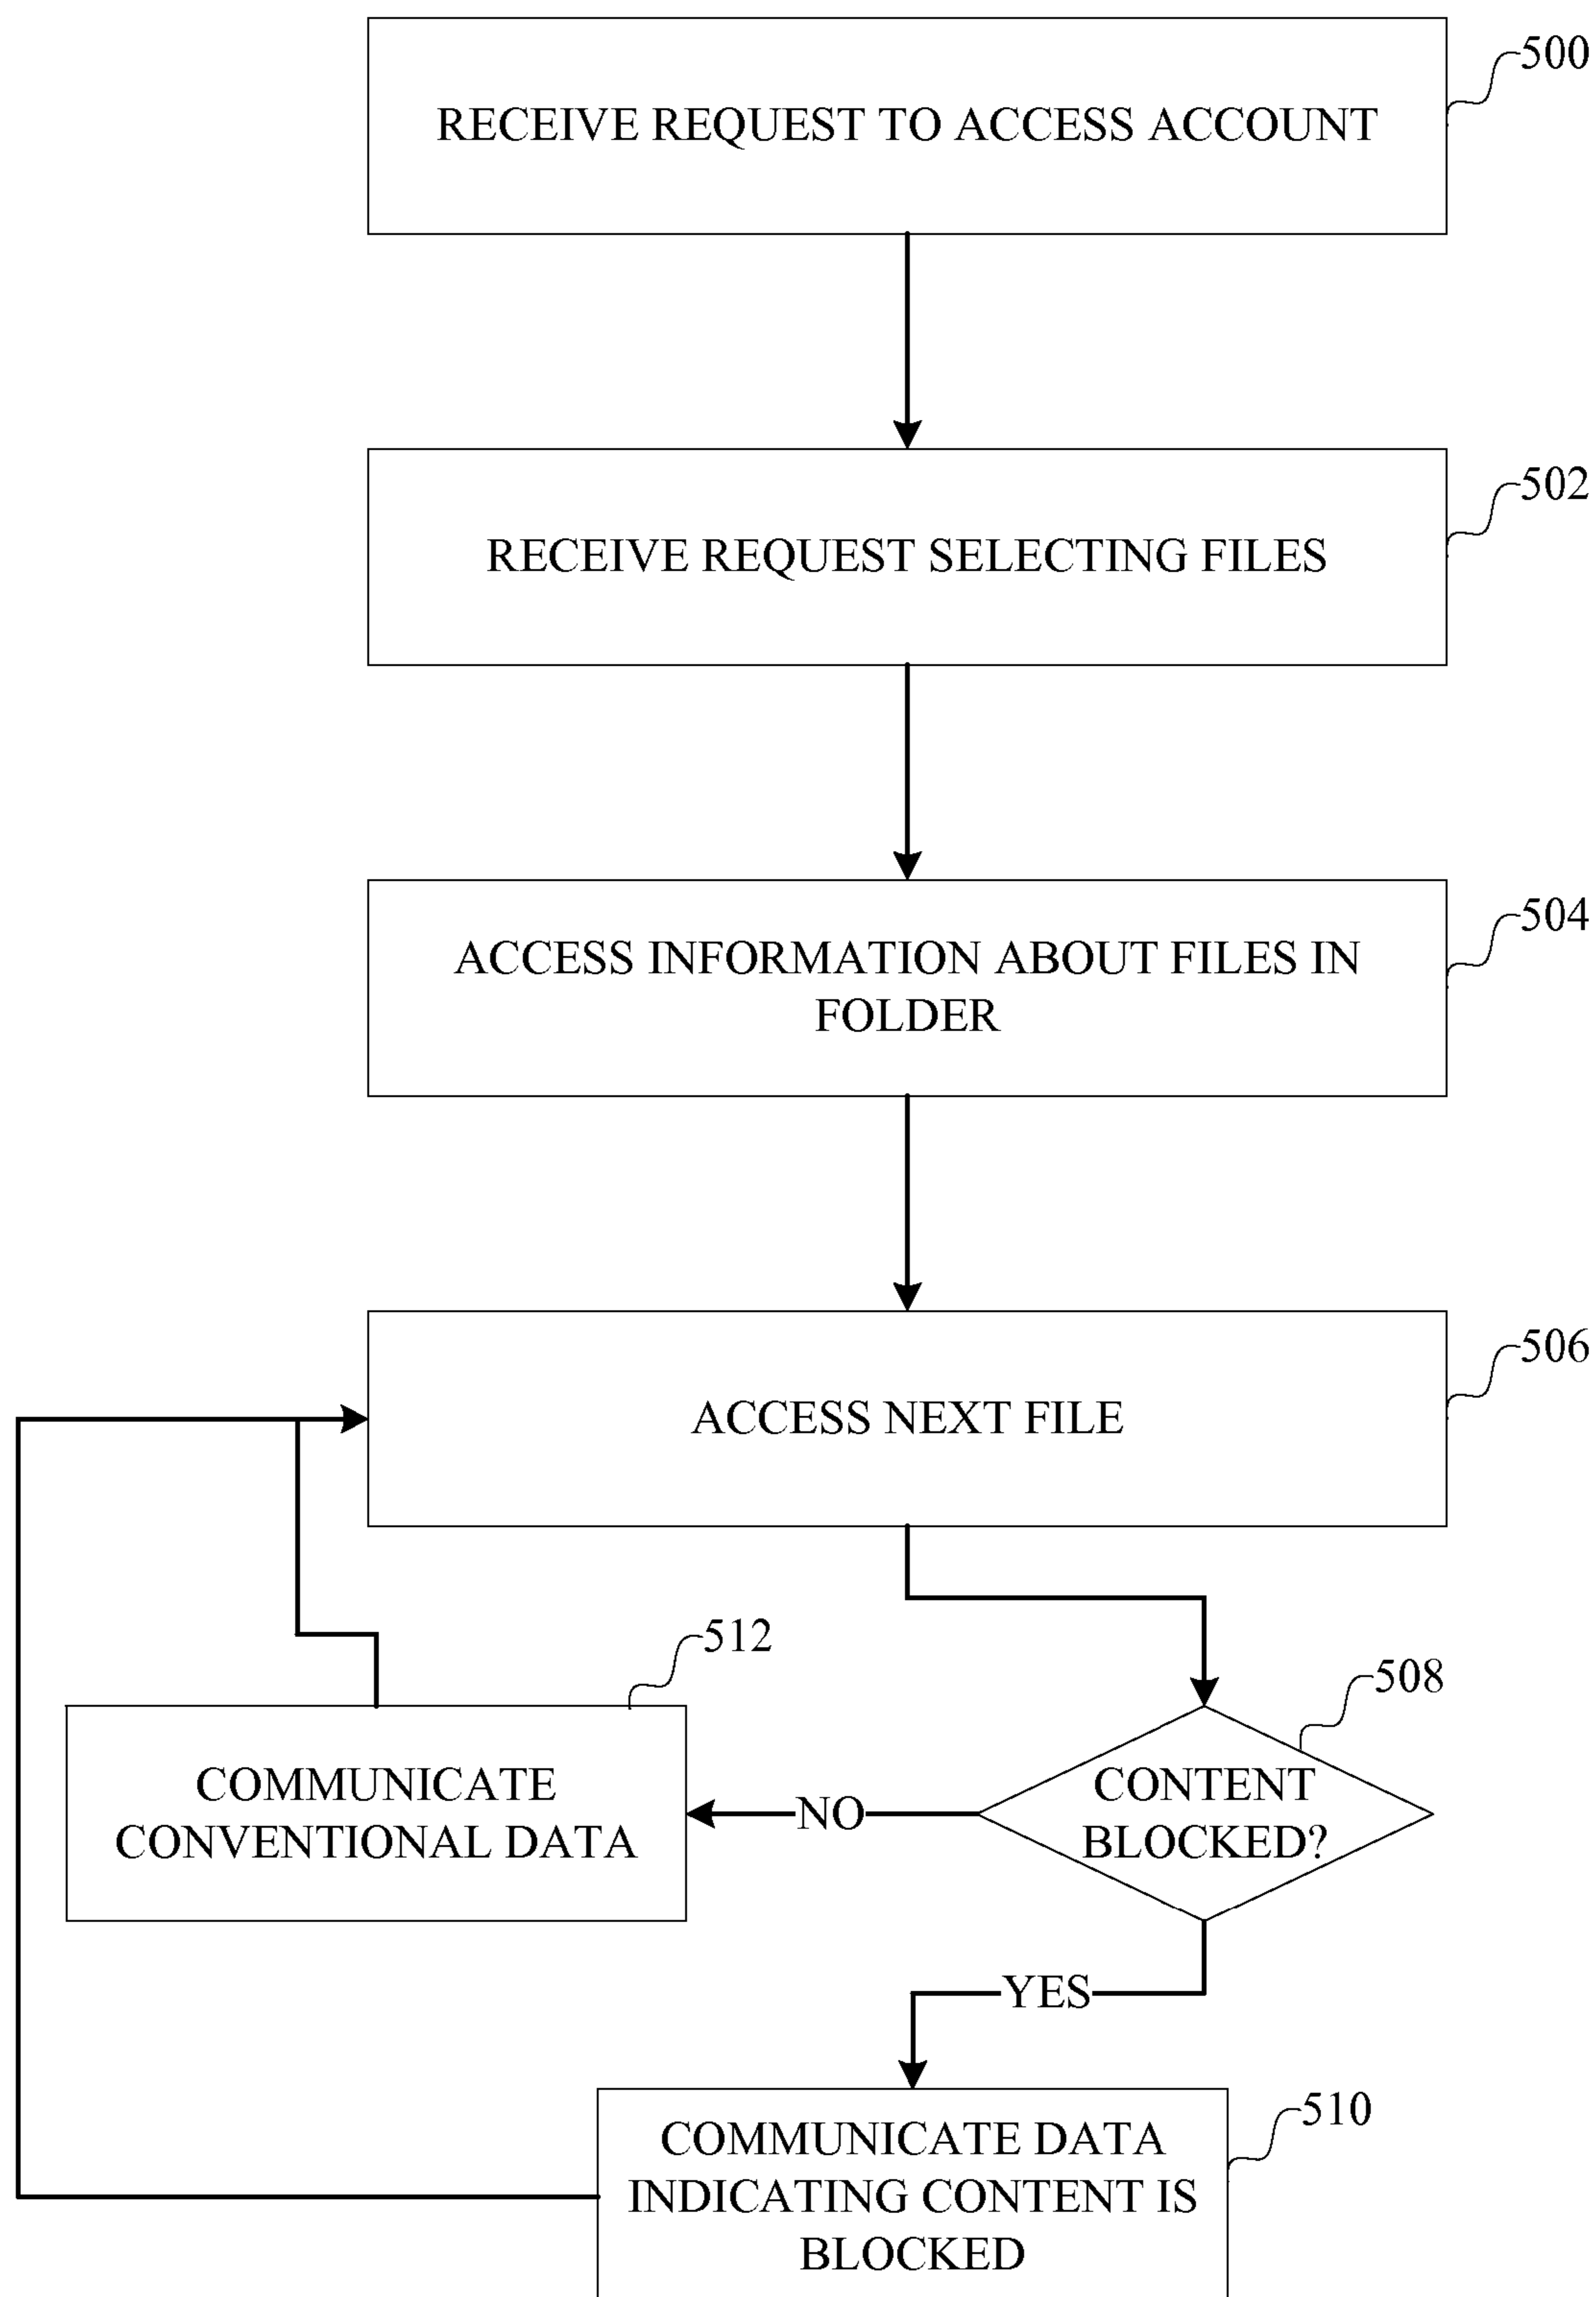 500
RECEIVE REQUEST TO ACCESS ACCOUNT
502
RECEIVE REQUEST SELECTING FILES
504
ACCESS INFORMATION ABOUT FILES IN
FOLDER
506
ACCESS NEXT FILE
512
508
COMMUNICATE
CONVENTIONAL DATA
NO
CONTENT
BLOCKED?
YES
510
COMMUNICATE DATA
INDICATING CONTENT IS
BLOCKED